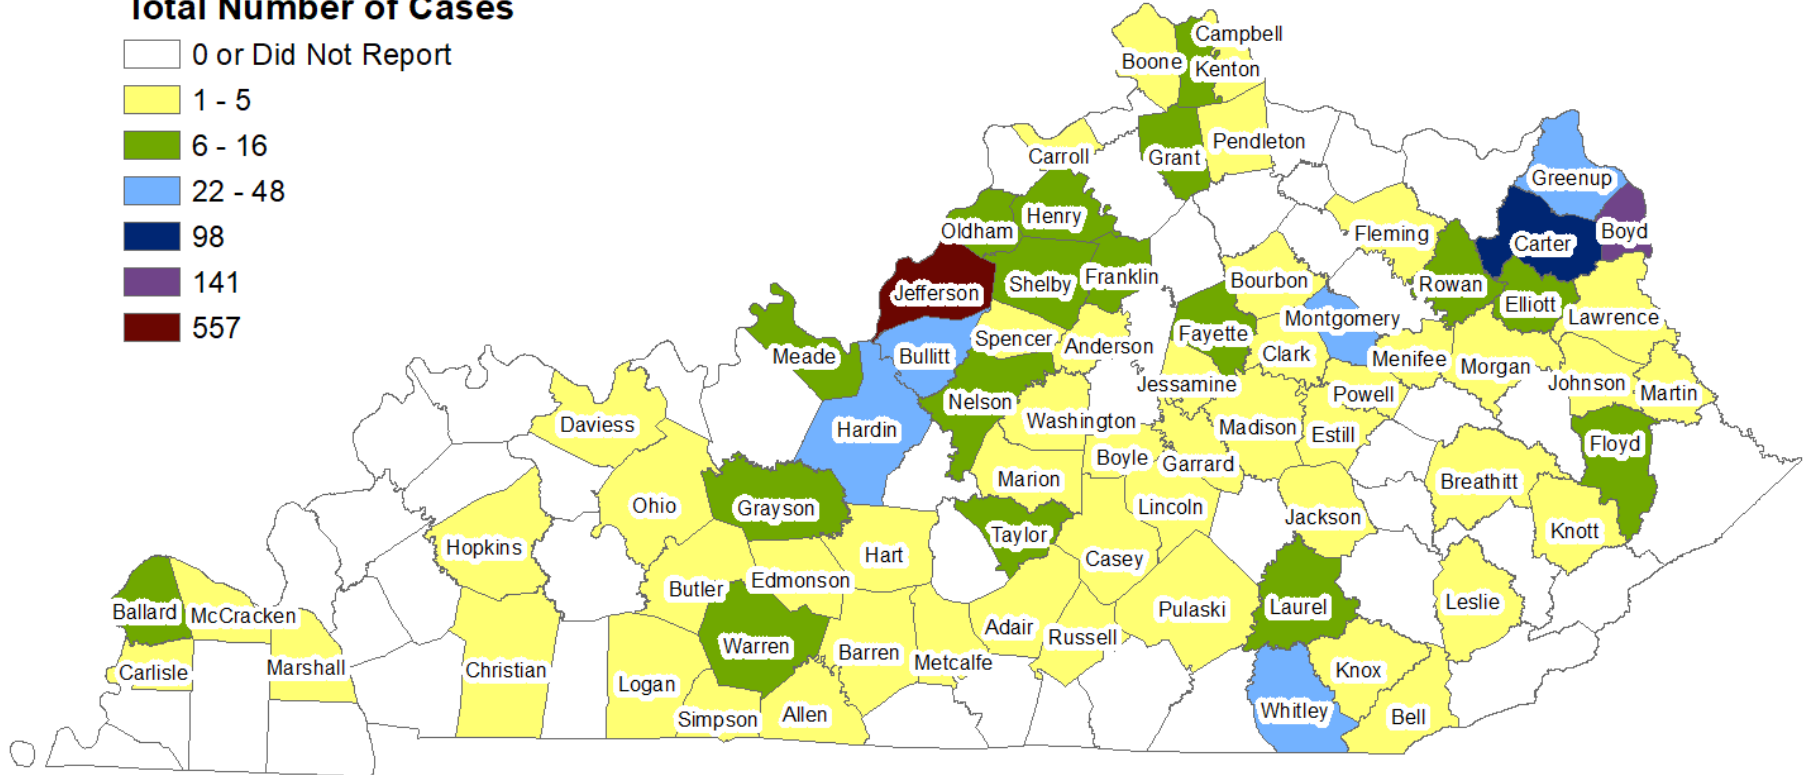 Total Number of Cases
0 or Did Not Report
1 - 5
6 - 16
22 - 48
98
141
557
Campbell
Boone
Kenton
Pendleton
Carroll
Grant
Greenup
Henry
Oldham
Fleming
Boyd
Carter
Franklin
Shelby
Bourbon
Rowan
Jefferson
Elliott
Lawrence
Montgomery
Fayette
Spencer
Anderson
Clark
Meade
Bullitt
Menifee
Morgan
Jessamine
Johnson
Martin
Powell
Nelson
Washington
Daviess
Hardin
Madison
Estill
Floyd
Boyle
Garrard
Marion
Breathitt
Ohio
Grayson
Lincoln
Jackson
Knott
Taylor
Hopkins
Hart
Casey
Edmonson
Butler
Leslie
Laurel
Pulaski
Ballard
McCracken
Adair
Russell
Warren
Barren
Metcalfe
Carlisle
Marshall
Christian
Knox
Logan
Whitley
Simpson
Allen
Bell